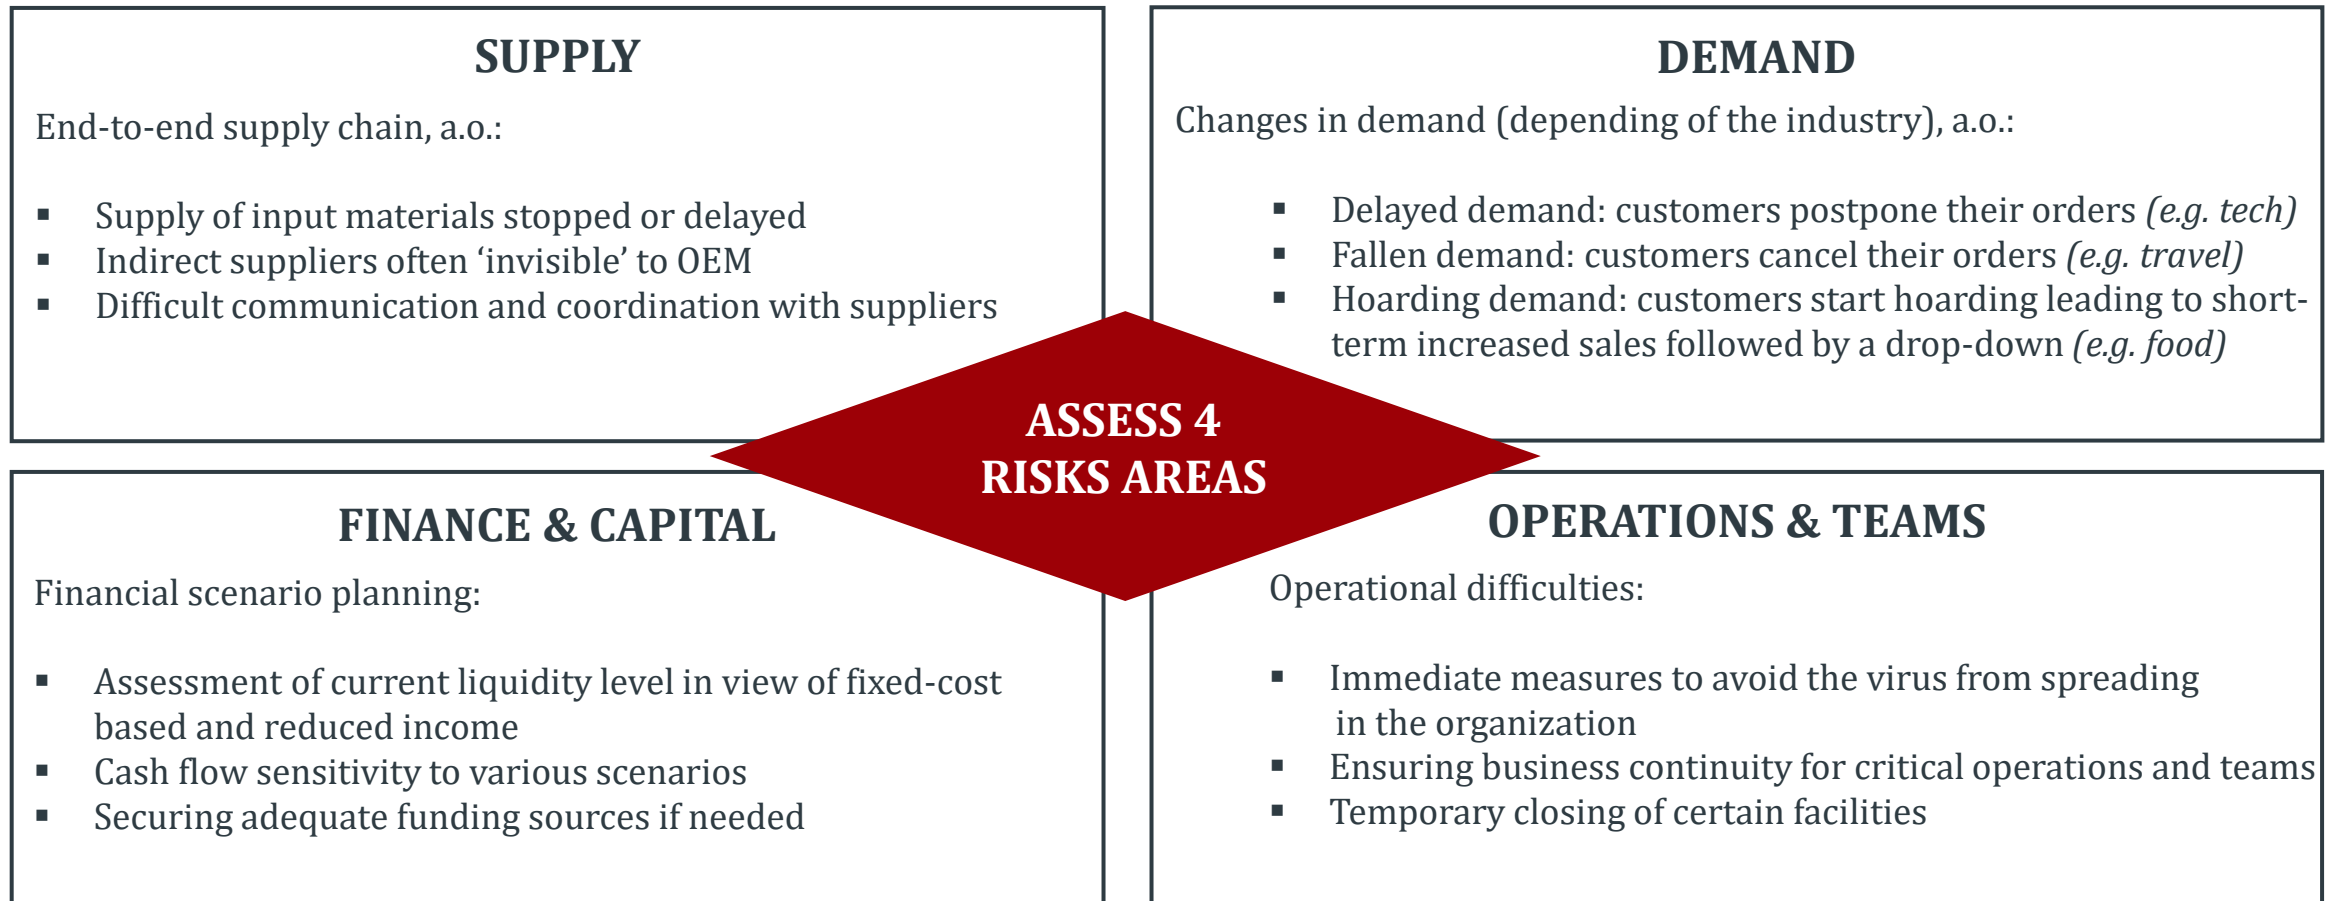 SUPPLY
End-to-end supply chain, a.o.:
▪ Supply of input materials stopped or delayed
▪ Indirect suppliers often ‘invisible’ to OEM
▪ Difficult communication and coordination with suppliers
DEMAND
Changes in demand (depending of the industry), a.o.:
▪ Delayed demand: customers postpone their orders (e.g. tech)
▪ Fallen demand: customers cancel their orders (e.g. travel)
▪ Hoarding demand: customers start hoarding leading to short-
term increased sales followed by a drop-down (e.g. food)
ASSESS 4
RISKS AREAS
FINANCE & CAPITAL
Financial scenario planning:
▪ Assessment of current liquidity level in view of fixed-cost
based and reduced income
▪ Cash flow sensitivity to various scenarios
▪ Securing adequate funding sources if needed
OPERATIONS & TEAMS
Operational difficulties:
▪ Immediate measures to avoid the virus from spreading
in the organization
▪ Ensuring business continuity for critical operations and teams
▪ Temporary closing of certain facilities